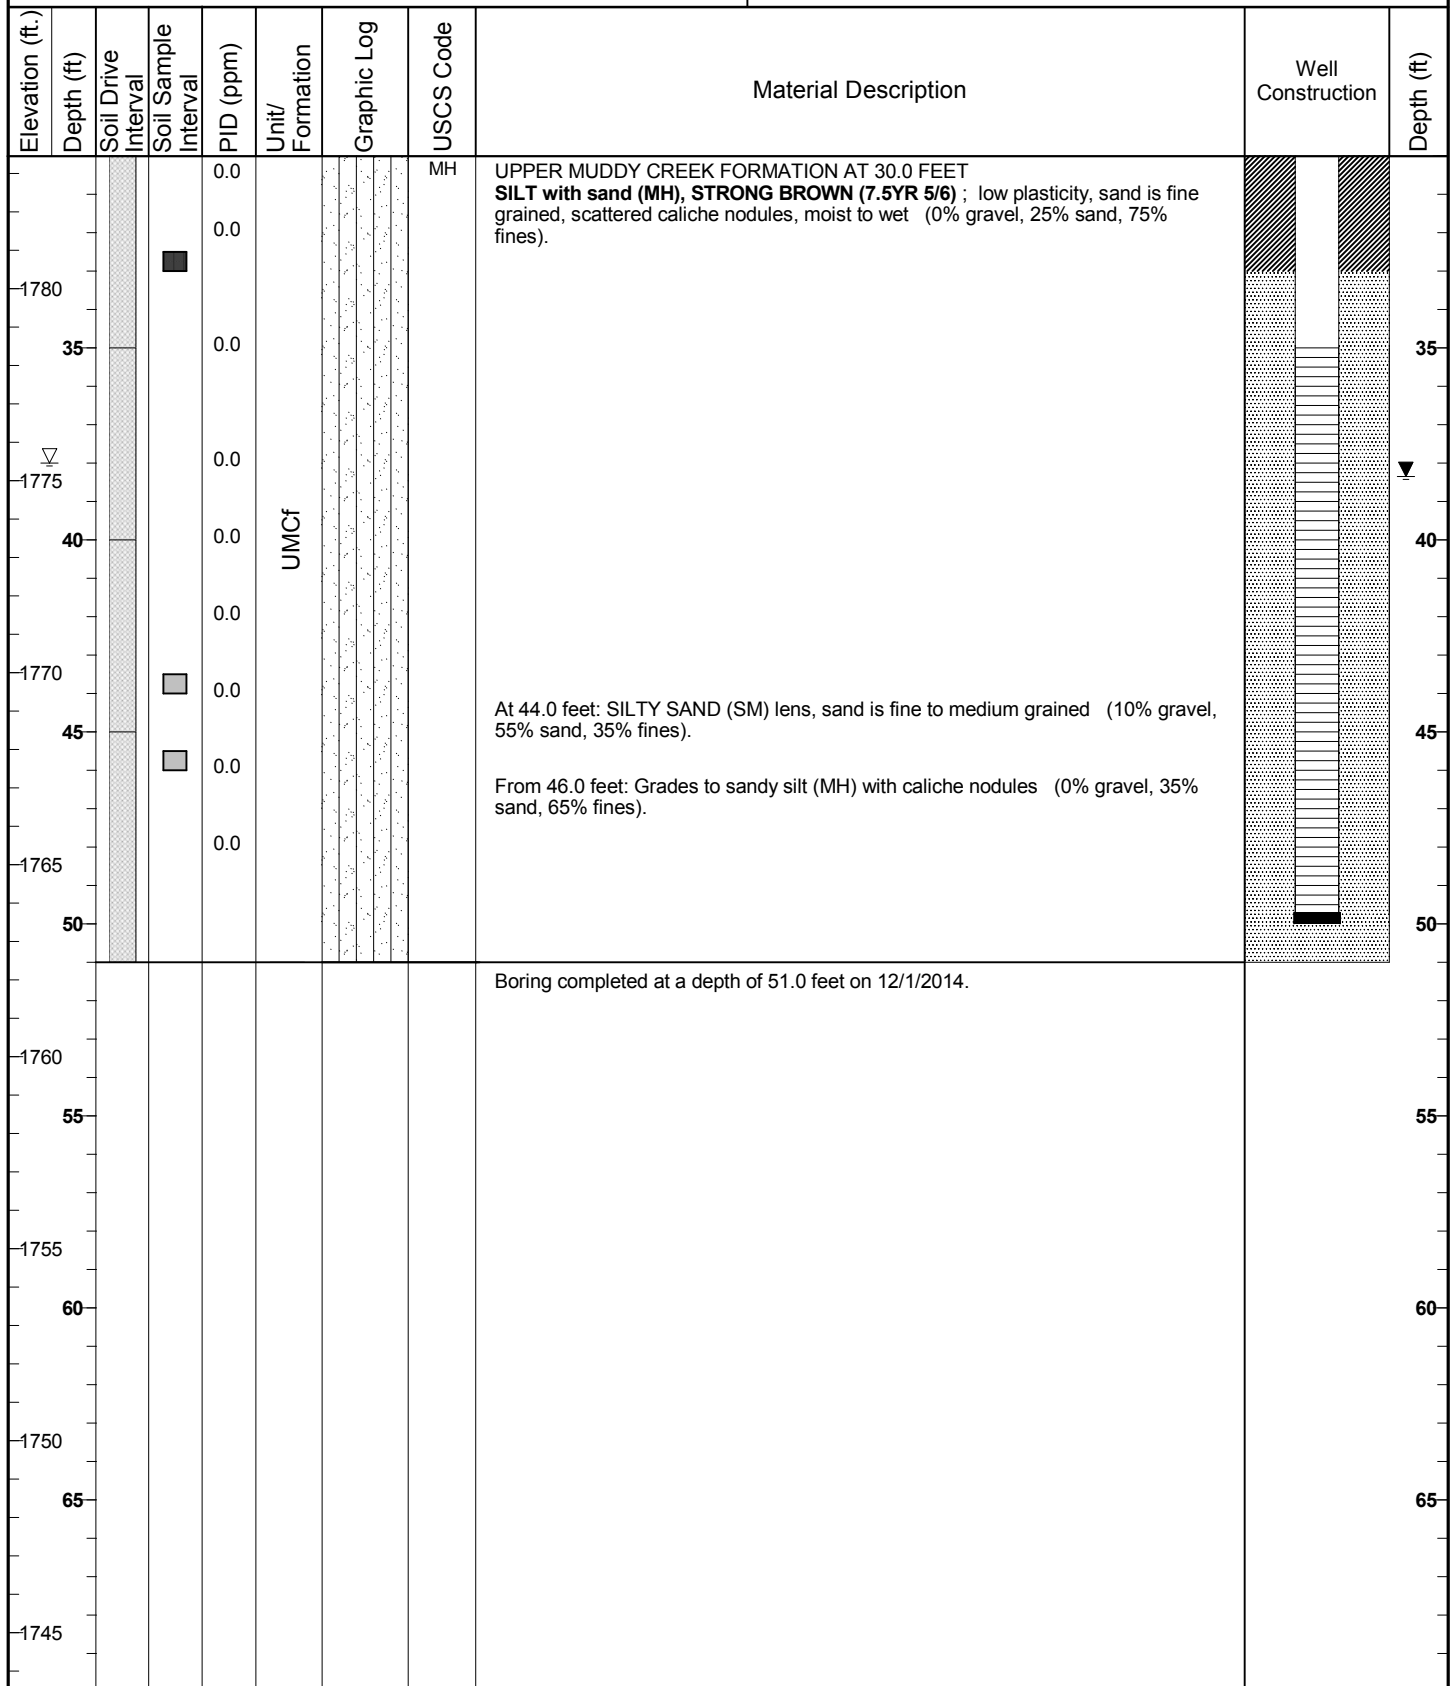 Elevation (ft.)
Depth (ft)
Soil Drive
Interval
Soil Sample
Interval
PID (ppm)
Unit/
Formation
Graphic Log
USCS Code
Material Description
Well
Construction
Depth (ft)
0.0
MH
UPPER MUDDY CREEK FORMATION AT 30.0 FEET
SILT with sand (MH), STRONG BROWN (7.5YR 5/6) ; low plasticity, sand is fine
grained, scattered caliche nodules, moist to wet (0% gravel, 25% sand, 75%
fines).
0.0
1780
35
0.0
35
0.0
1775
UMCf
40
0.0
40
0.0
1770
0.0
At 44.0 feet: SILTY SAND (SM) lens, sand is fine to medium grained (10% gravel,
55% sand, 35% fines).
45
45
0.0
From 46.0 feet: Grades to sandy silt (MH) with caliche nodules (0% gravel, 35%
sand, 65% fines).
0.0
1765
50
50
Boring completed at a depth of 51.0 feet on 12/1/2014.
1760
55
55
1755
60
60
1750
65
65
1745